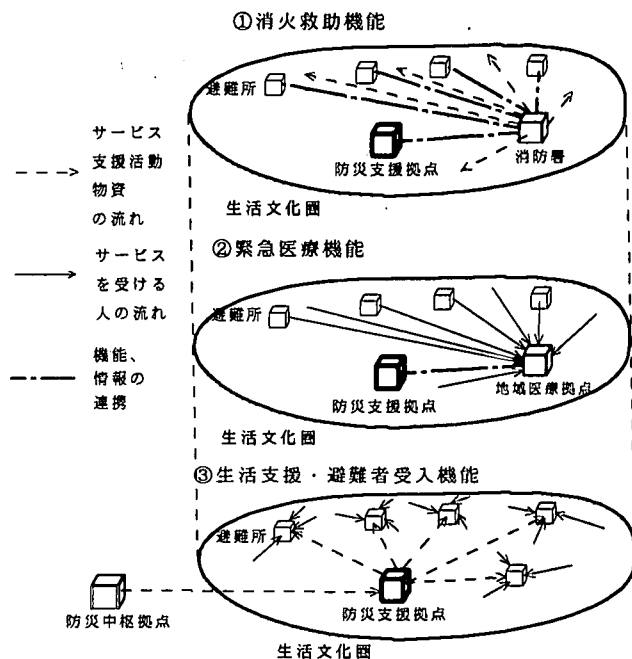 ①消火救助機能
避難所
消防署
防災支援拠点
生活文化圏
サービス
支援活動
物資
の流れ
サービス
を受ける
人の流れ
機能、
情報の
連携
②緊急医療機能
避難所
地域医療拠点
防災支援拠点
生活文化圏
③生活支援・避難者受入機能
避難所
防災支援拠点
防災中枢拠点
生活文化圏